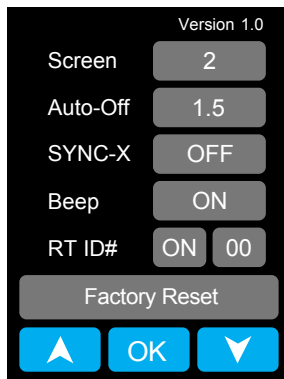 Version 1.0
Screen 2
Auto-Off 1.5
SYNC-X OFF
Beep ON
RT ID# ON 00
Factory Reset
OK